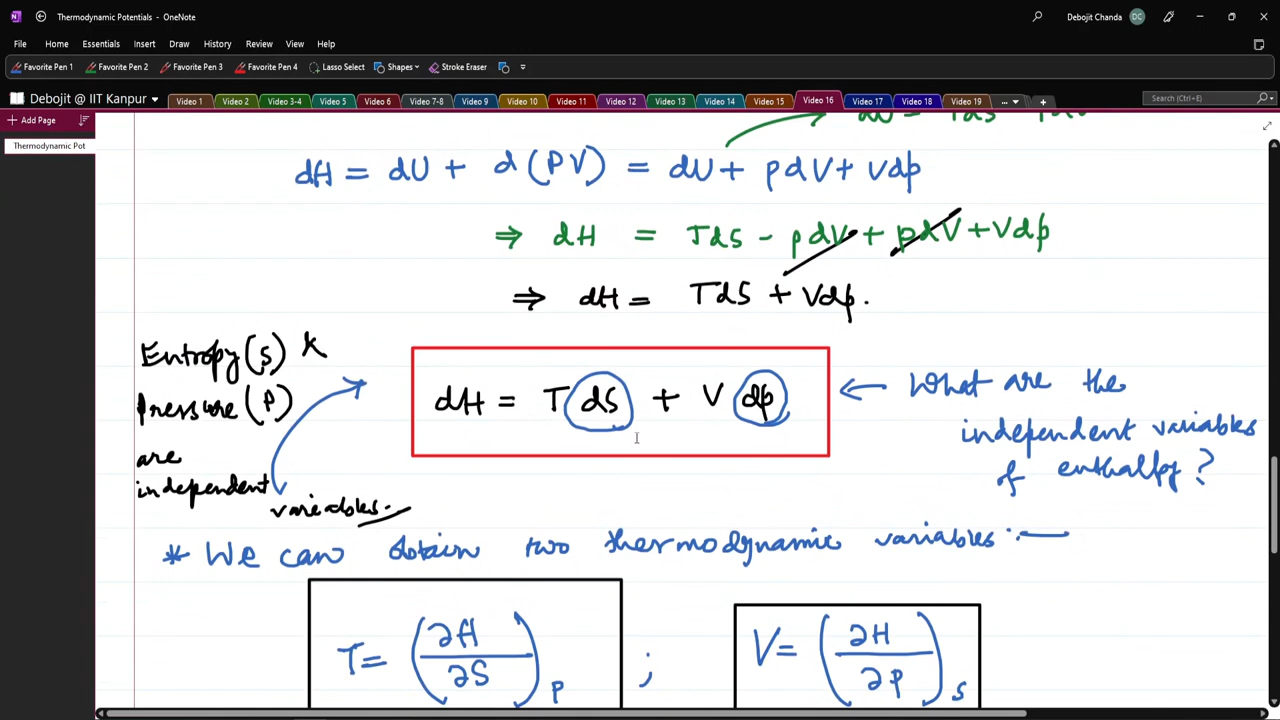 Thermodynamic Potentials - OneNote
Debojit Chanda DC
File Home Essentials Insert Draw History Review View Help
Favorite Pen 1 Favorite Pen 2 Favorite Pen 3 Favorite Pen 4 Lasso Select Shapes Stroke Eraser
Debojit @ IIT Kanpur Video 1 Video 2 Video 3-4 Video 5 Video 6 Video 7-8 Video 9 Video 10 Video 11 Video 12 Video 13 Video 14 Video 15 Video 16 Video 17 Video 18 Video 19 ... + Search (Ctrl+E)
+ Add Page
Thermodynamic Pot
dH = dU + d(PV) = dU + pdV + Vdp
⇒ dH = TdS - pdV + pdV + Vdp
⇒ dH = TdS + Vdp.
Entropy(S) &
Pressure(P)
are
independent
variables.
dH = T dS + V dp
What are the
independent variables
of enthalpy?
* We can obtain two thermodynamic variables :—
T = (∂H/∂S)P ; V = (∂H/∂P)S